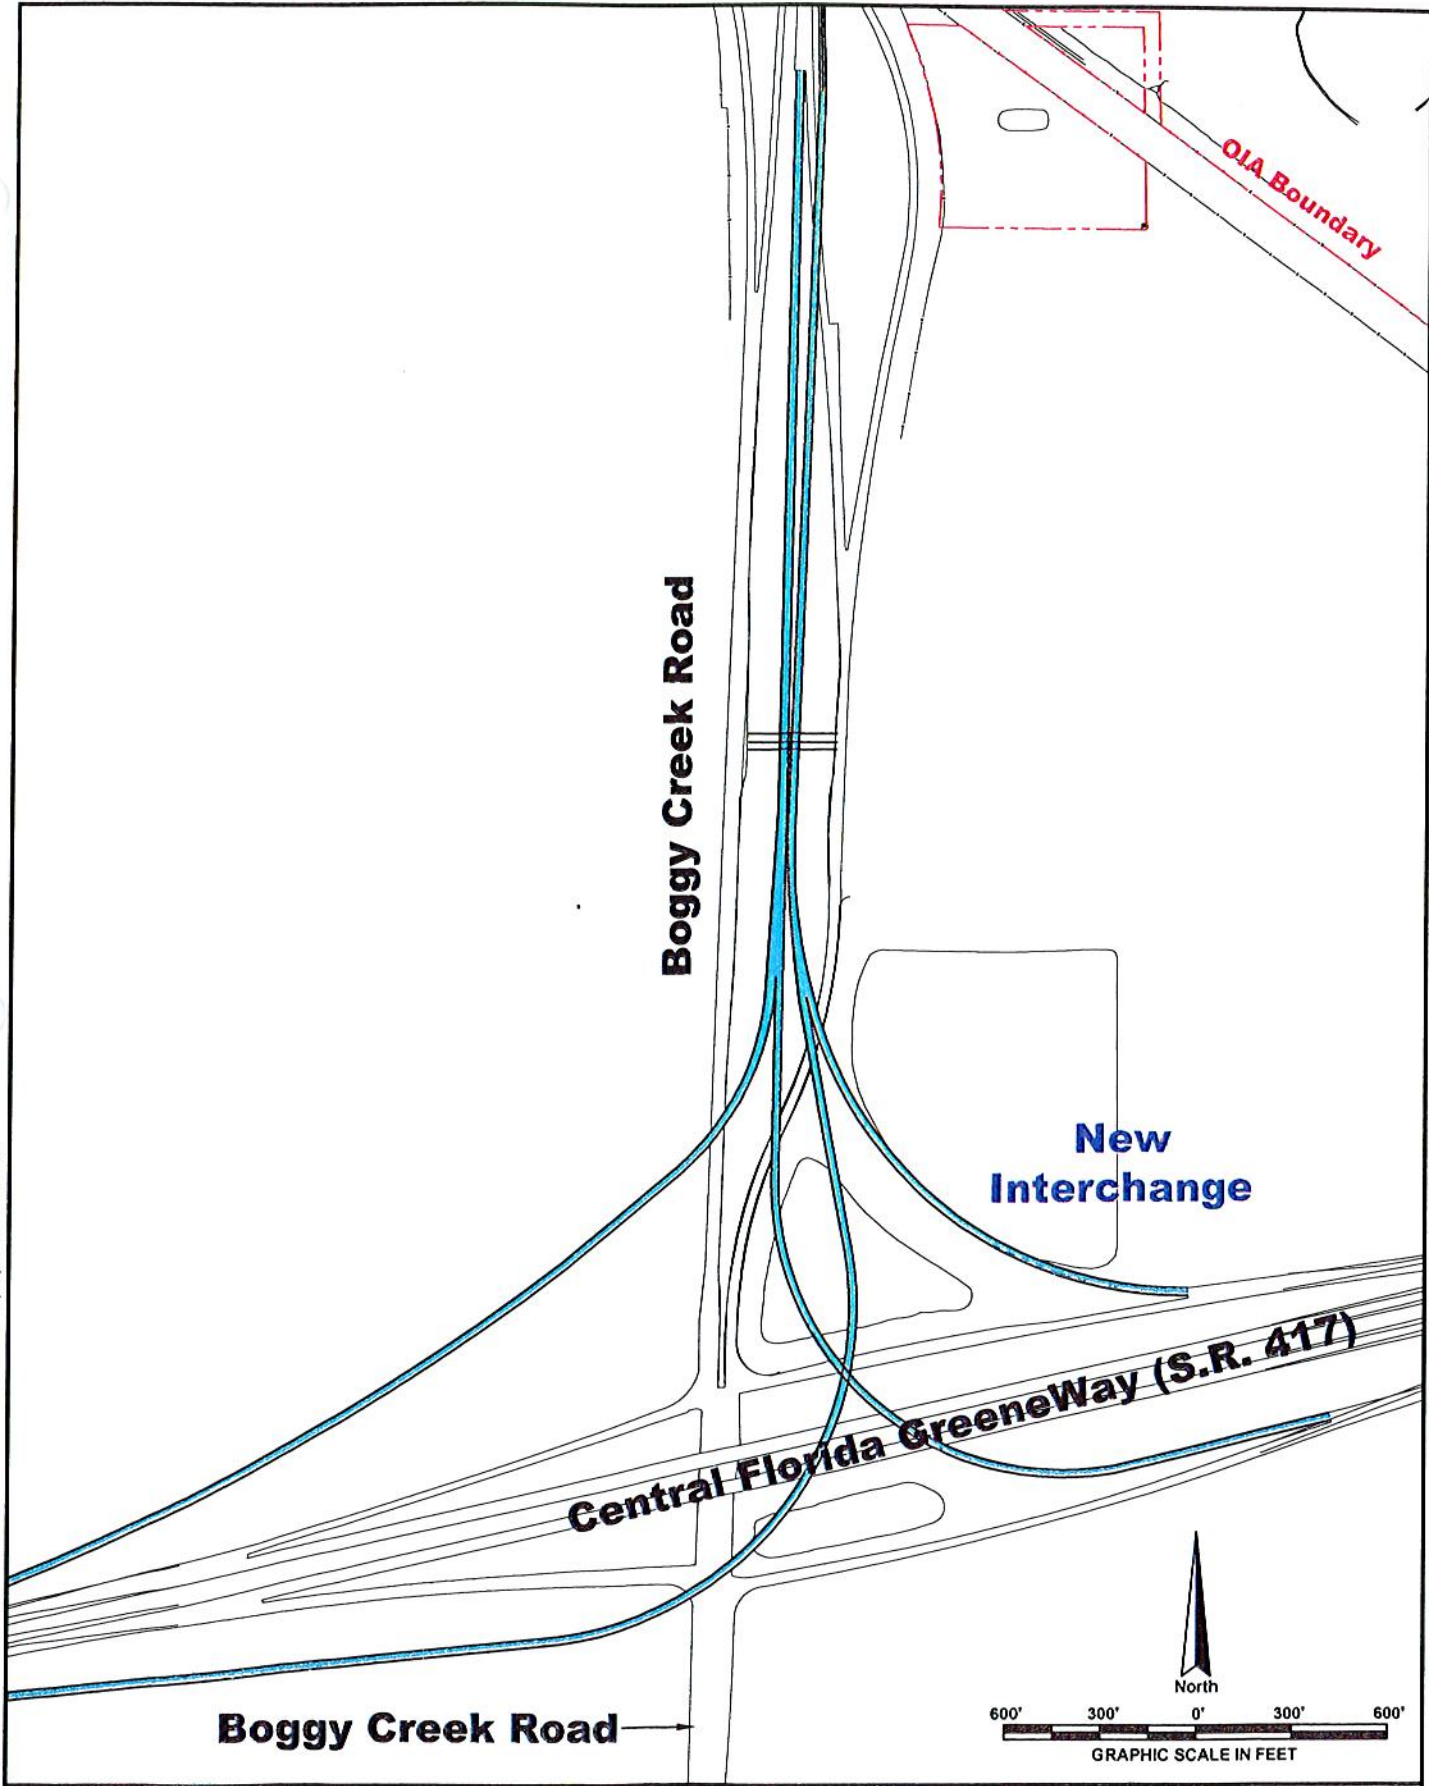 OIA Boundary
Boggy Creek Road
New
Interchange
Central Florida GreeneWay (S.R. 417)
North
Boggy Creek Road
600' 300' 0' 300' 600'
GRAPHIC SCALE IN FEET